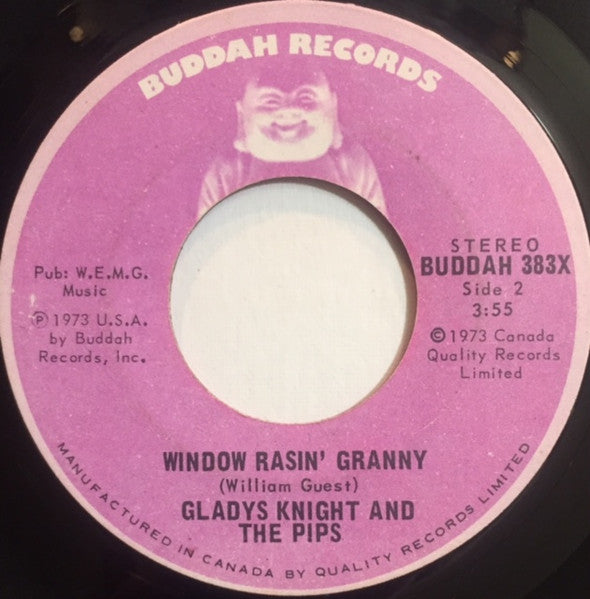 BUDDAH RECORDS
Pub: W.E.M.G.
Music
Ⓟ 1973 U.S.A.
by Buddah
Records, Inc.
STEREO
BUDDAH 383X
Side 2
3:55
© 1973 Canada
Quality Records
Limited
WINDOW RASIN' GRANNY
(William Guest)
GLADYS KNIGHT AND
THE PIPS
MANUFACTURED IN CANADA BY QUALITY RECORDS LIMITED